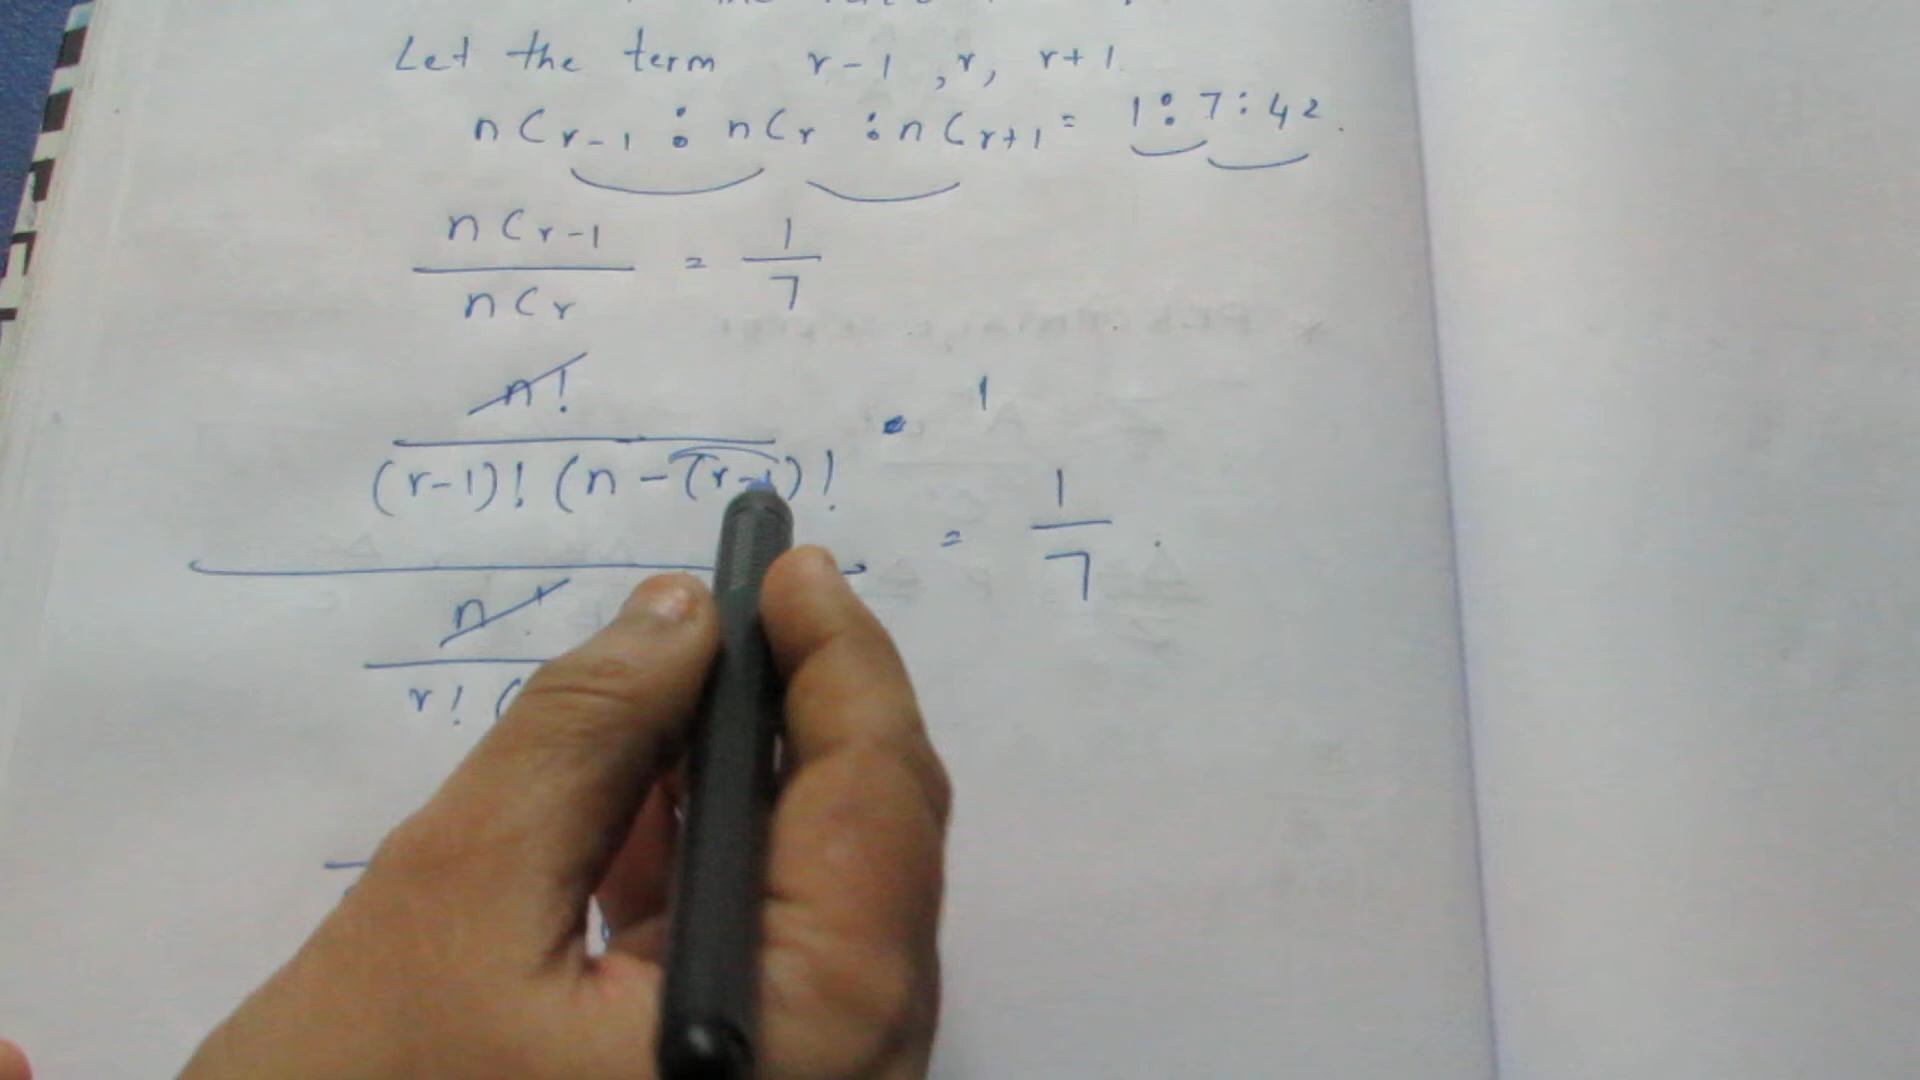 Let the term r-1, r, r+1
nCr-1 : nCr : nCr+1 = 1 : 7 : 42.
nCr-1 / nCr = 1 / 7
n! 1
(r-1)! (n-(r-1))! = 1 / 7.
n
r! (